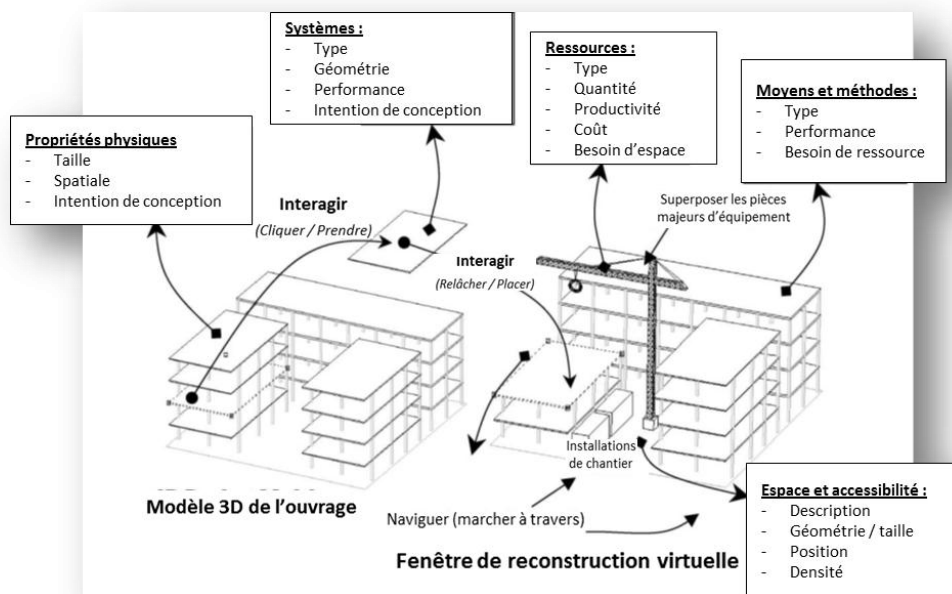 Systèmes :
- Type
- Géométrie
- Performance
- Intention de conception
Ressources :
- Type
- Quantité
- Productivité
- Coût
- Besoin d'espace
Moyens et méthodes :
- Type
- Performance
- Besoin de ressource
Propriétés physiques
- Taille
- Spatiale
- Intention de conception
Interagir
(Cliquer / Prendre)
Superposer les pièces
majeurs d'équipement
Interagir
(Relâcher / Placer)
Installations
de chantier
Modèle 3D de l'ouvrage
Naviguer (marcher à travers)
Fenêtre de reconstruction virtuelle
Espace et accessibilité :
- Description
- Géométrie / taille
- Position
- Densité